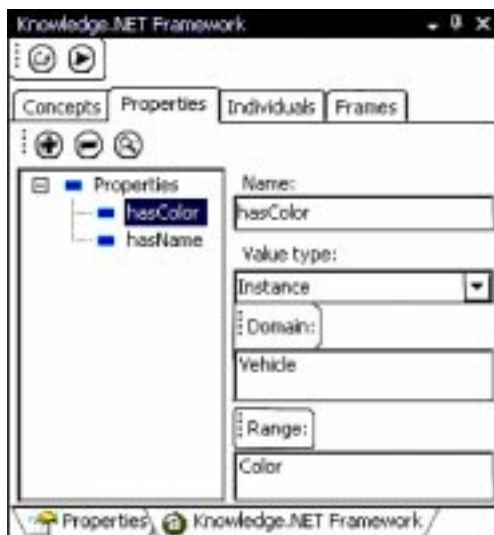 Knowledge.NET Framework
Concepts Properties Individuals Frames
Properties
hasColor
hasName
Name:
hasColor
Value type:
Instance
Domain:
Vehicle
Range:
Color
Properties Knowledge.NET Framework